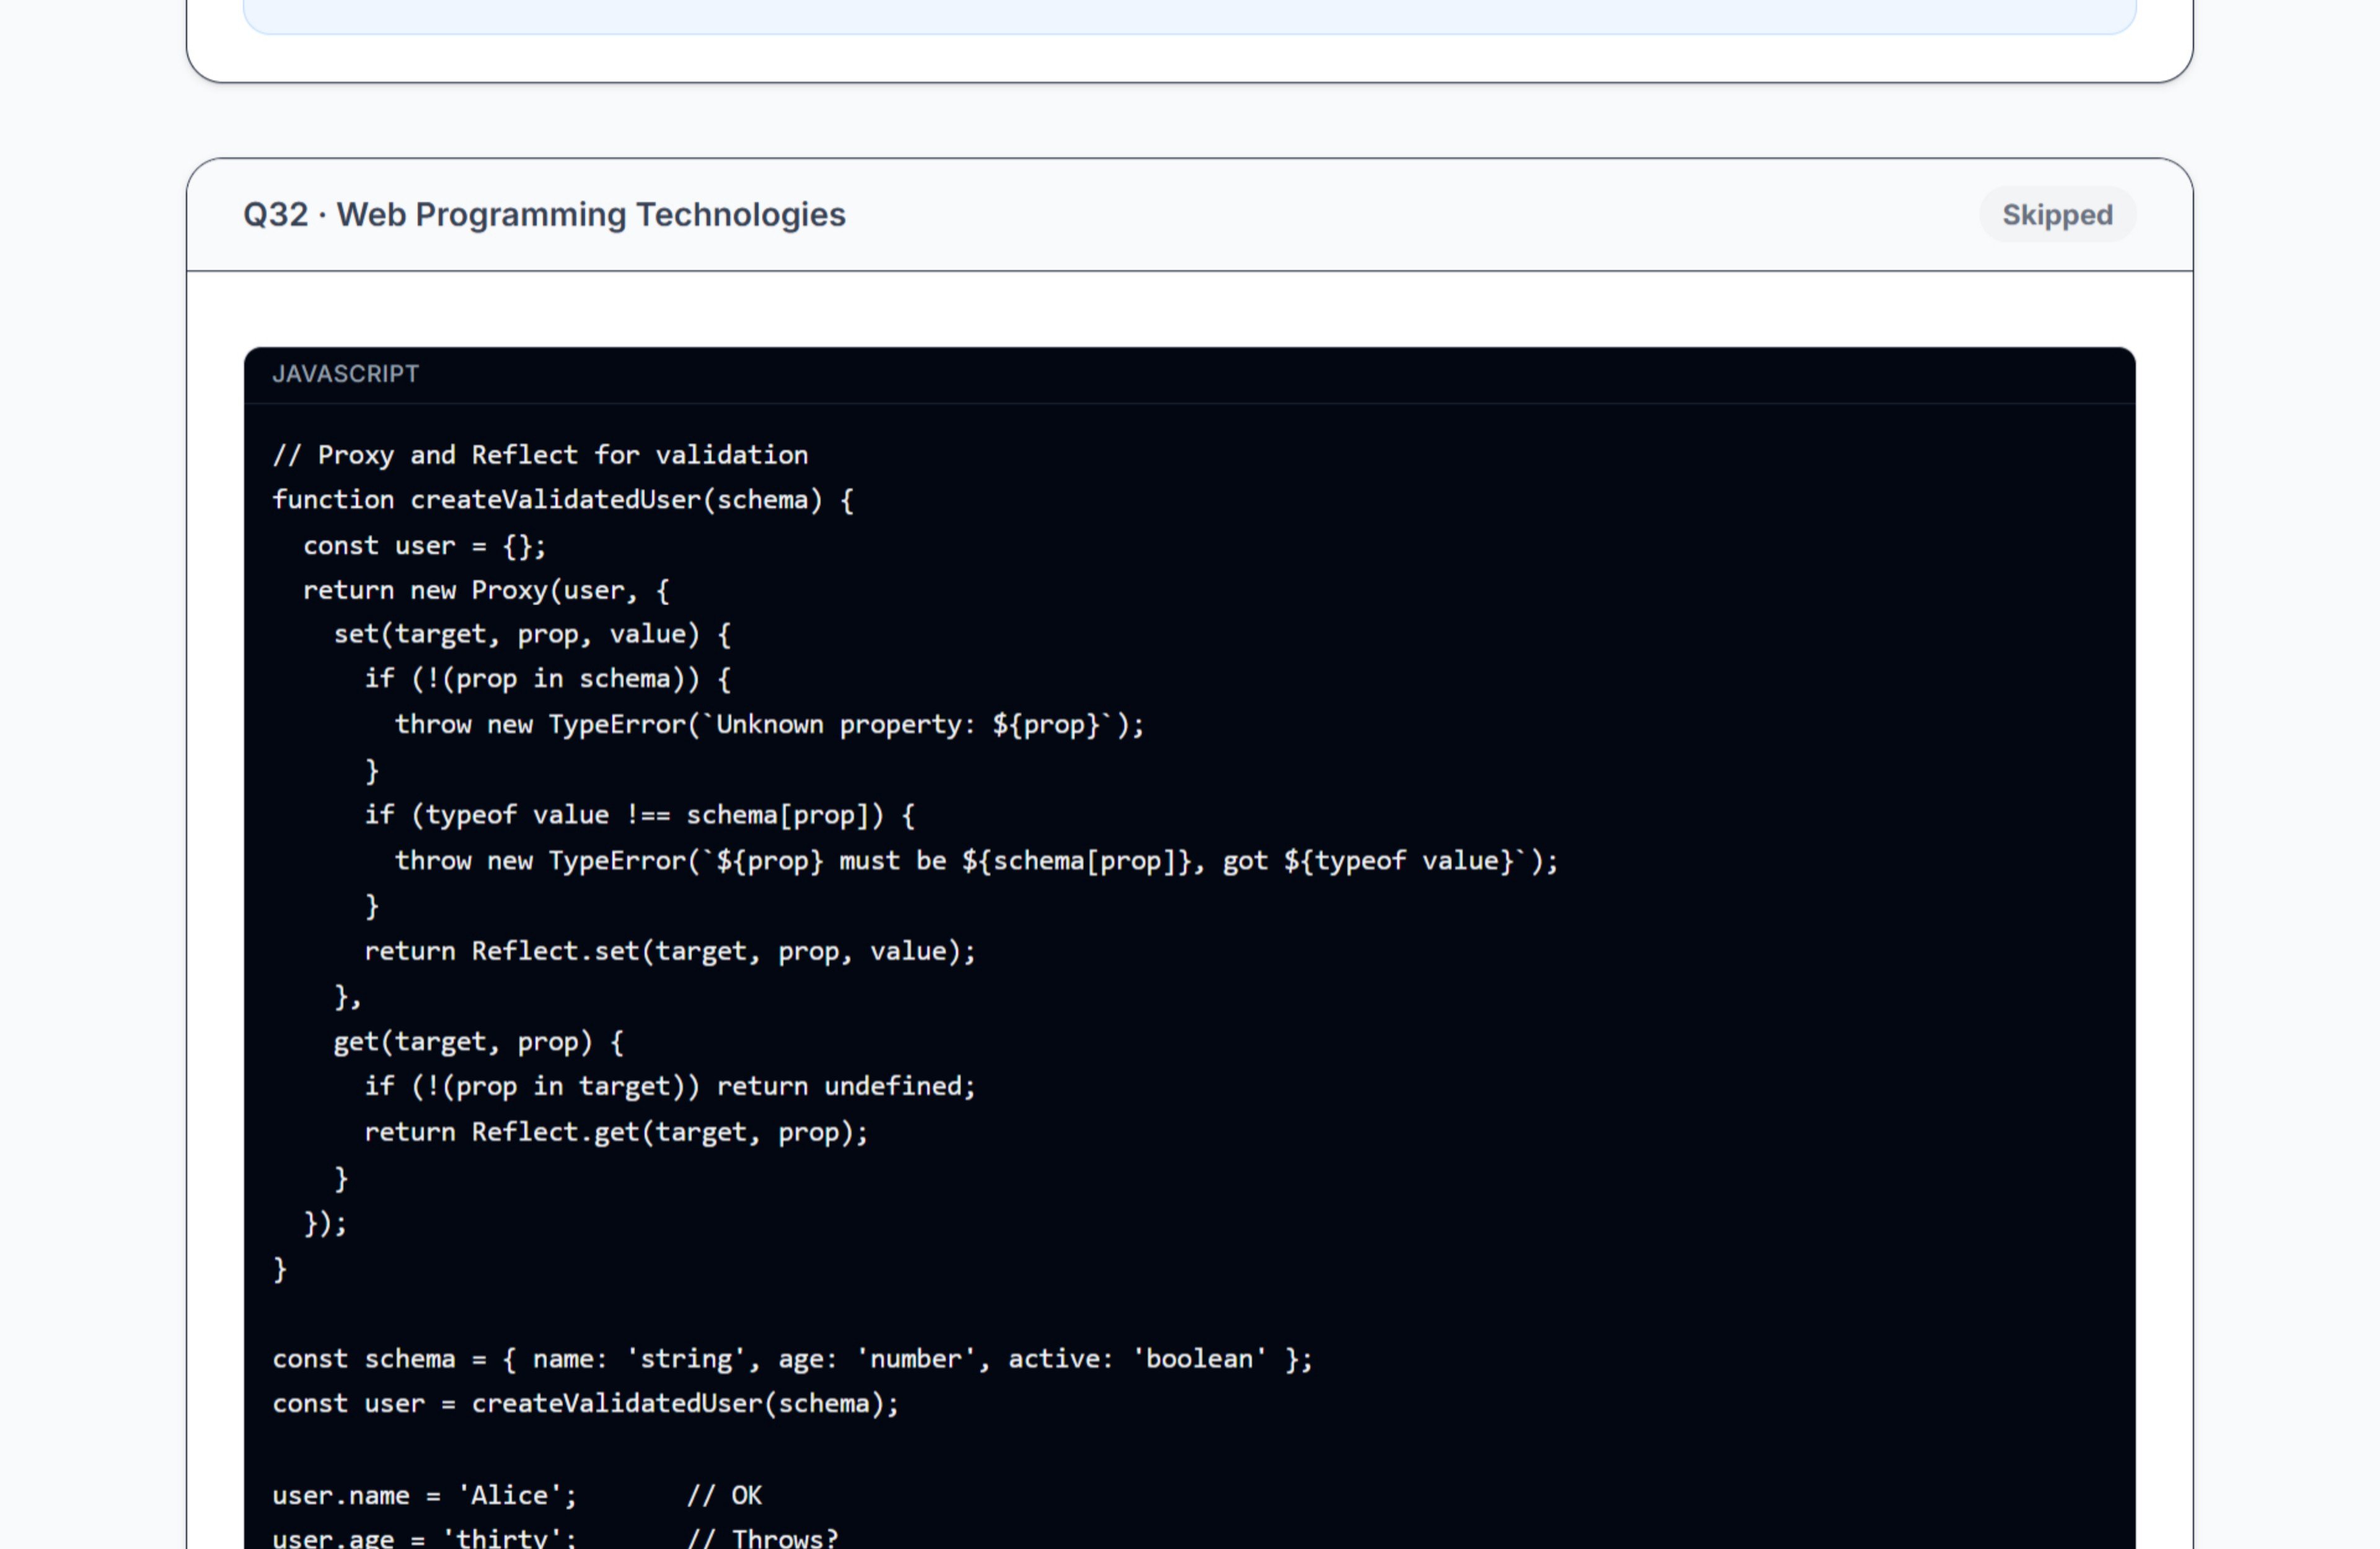 Q32 · Web Programming Technologies
Skipped
JAVASCRIPT
// Proxy and Reflect for validation
function createValidatedUser(schema) {
  const user = {};
  return new Proxy(user, {
    set(target, prop, value) {
      if (!(prop in schema)) {
        throw new TypeError(`Unknown property: ${prop}`);
      }
      if (typeof value !== schema[prop]) {
        throw new TypeError(`${prop} must be ${schema[prop]}, got ${typeof value}`);
      }
      return Reflect.set(target, prop, value);
    },
    get(target, prop) {
      if (!(prop in target)) return undefined;
      return Reflect.get(target, prop);
    }
  });
}
const schema = { name: 'string', age: 'number', active: 'boolean' };
const user = createValidatedUser(schema);
user.name = 'Alice';       // OK
user.age = 'thirty';       // Throws?